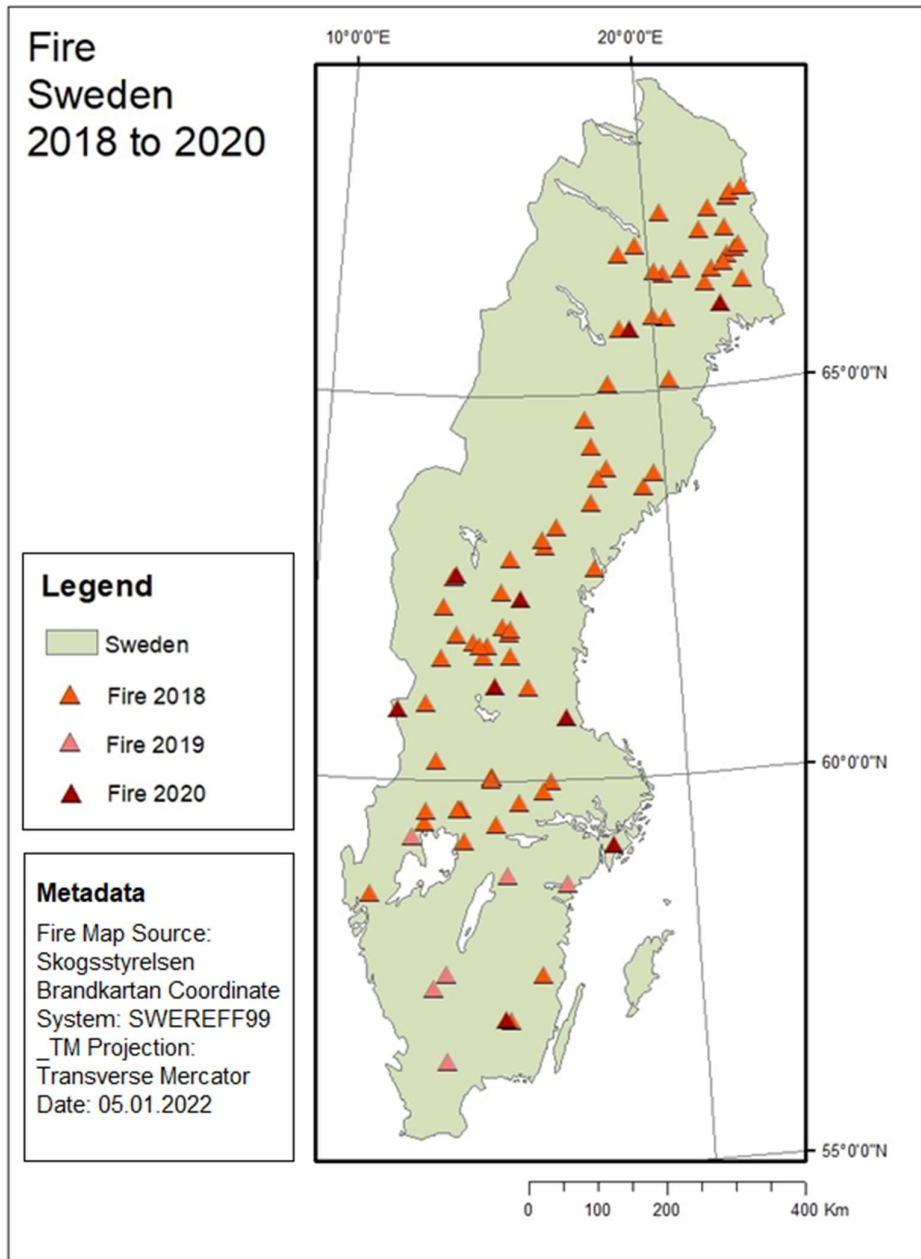 Fire
Sweden
2018 to 2020
10°0'0"E 20°0'0"E
65°0'0"N
Legend
Sweden
Fire 2018
Fire 2019
Fire 2020
60°0'0"N
Metadata
Fire Map Source:
Skogsstyrelsen
Brandkartan Coordinate
System: SWEREFF99
_TM Projection:
Transverse Mercator
Date: 05.01.2022
55°0'0"N
0 100 200 400 Km